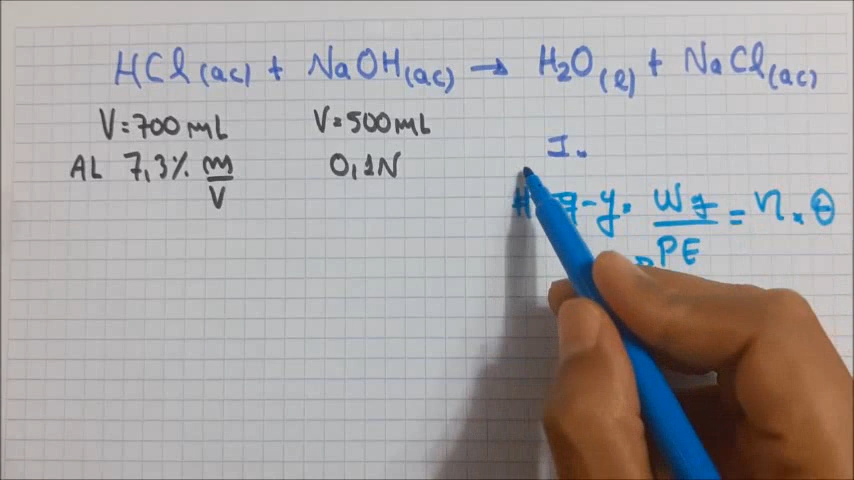 HCl(ac) + NaOH(ac) → H2O(l) + NaCl(ac)
V=700 mL V=500 mL
AL 7,3% m/V 0,1N
I.
-g. W g / PE = n . θ